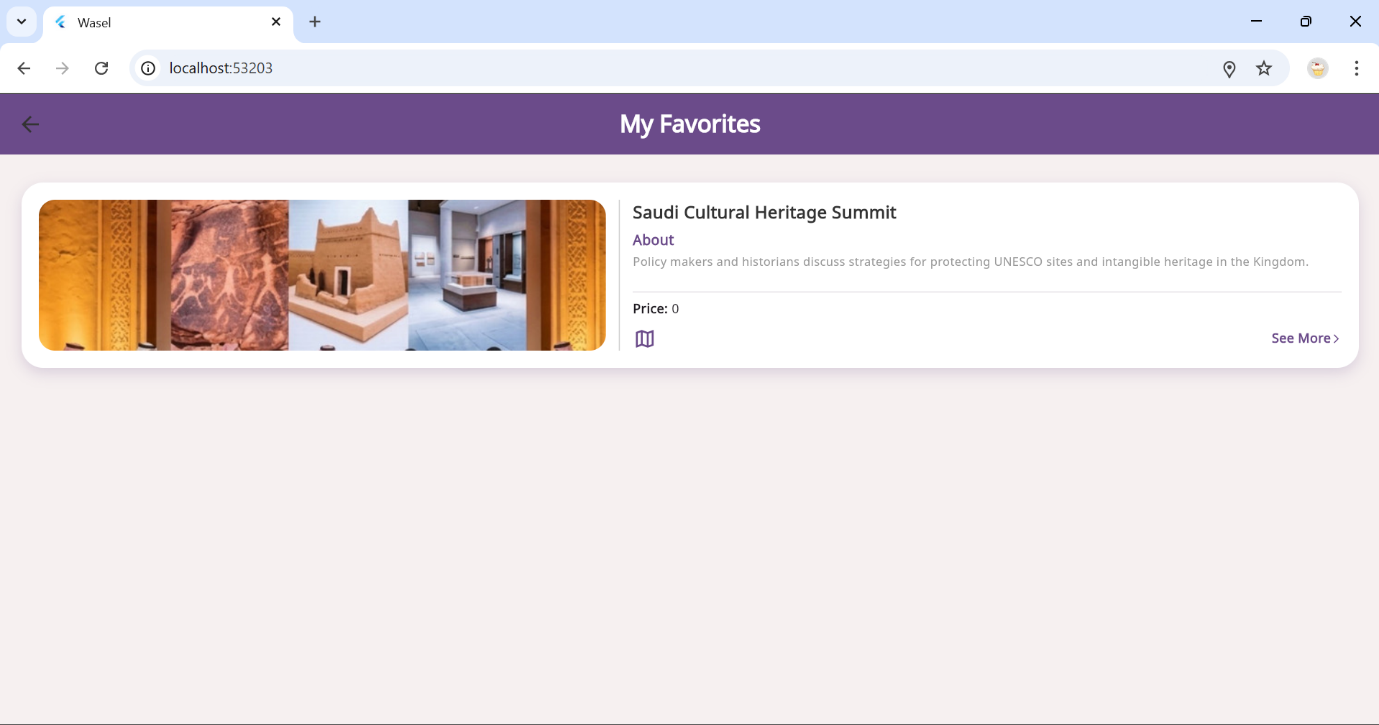 Wasel
localhost:53203
My Favorites
Saudi Cultural Heritage Summit
About
Policy makers and historians discuss strategies for protecting UNESCO sites and intangible heritage in the Kingdom.
Price: 0
See More